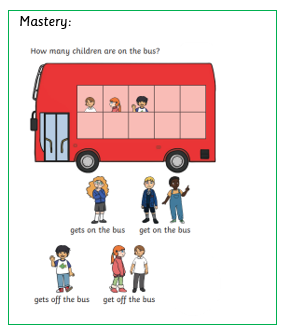 Mastery:
How many children are on the bus?
gets on the bus get on the bus
gets off the bus get off the bus